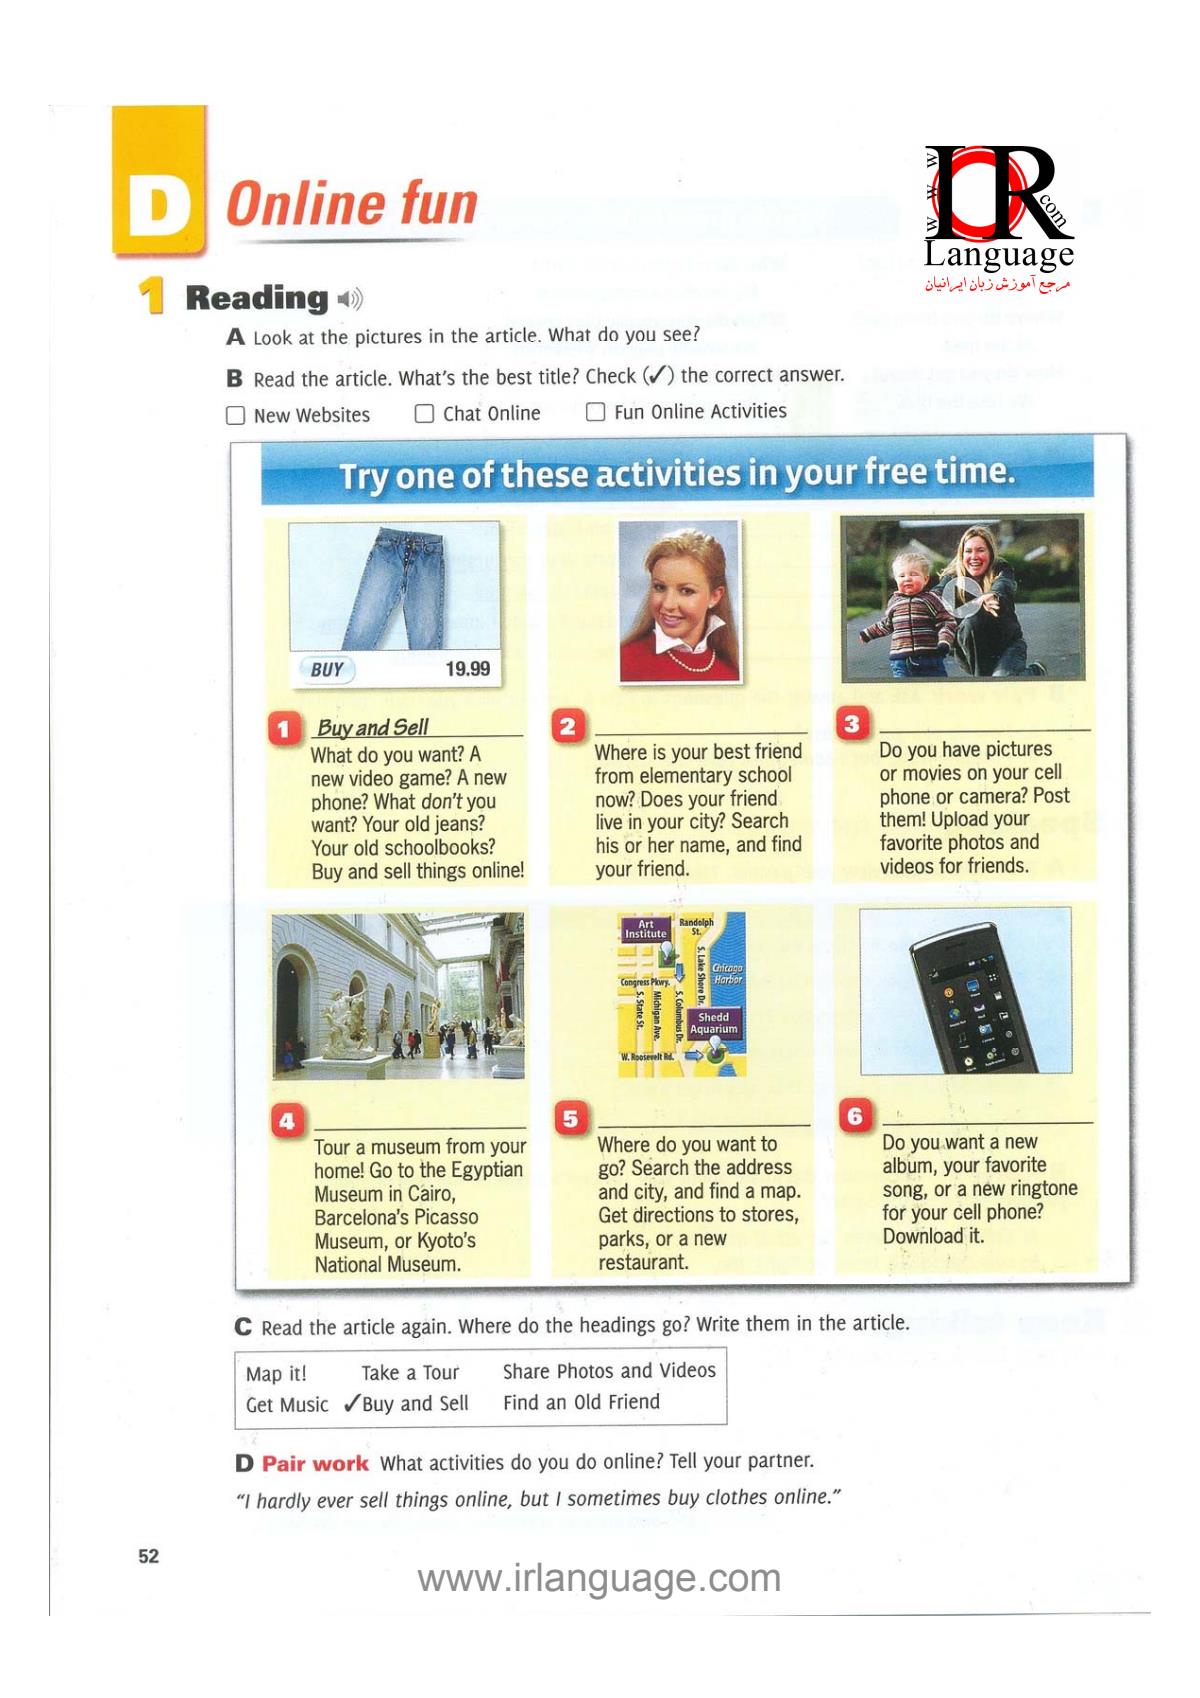 D Online fun
www.
IR
.com
Language
مرجع آموزش زبان ایرانیان
1 Reading
A Look at the pictures in the article. What do you see?
B Read the article. What's the best title? Check (✓) the correct answer.
☐ New Websites ☐ Chat Online ☐ Fun Online Activities
Try one of these activities in your free time.
BUY 19.99
1 Buy and Sell
What do you want? A
new video game? A new
phone? What don't you
want? Your old jeans?
Your old schoolbooks?
Buy and sell things online!
2
Where is your best friend
from elementary school
now? Does your friend
live in your city? Search
his or her name, and find
your friend.
3
Do you have pictures
or movies on your cell
phone or camera? Post
them! Upload your
favorite photos and
videos for friends.
4
Tour a museum from your
home! Go to the Egyptian
Museum in Cairo,
Barcelona's Picasso
Museum, or Kyoto's
National Museum.
Art
Institute
Randolph
St.
S. Lake Shore Dr.
Chicago
Harbor
Congress Pkwy.
S. State St.
Michigan Ave.
S. Columbus Dr.
Shedd
Aquarium
W. Roosevelt Rd.
5
Where do you want to
go? Search the address
and city, and find a map.
Get directions to stores,
parks, or a new
restaurant.
6
Do you want a new
album, your favorite
song, or a new ringtone
for your cell phone?
Download it.
C Read the article again. Where do the headings go? Write them in the article.
Map it! Take a Tour Share Photos and Videos
Get Music ✓Buy and Sell Find an Old Friend
D Pair work What activities do you do online? Tell your partner.
"I hardly ever sell things online, but I sometimes buy clothes online."
52
www.irlanguage.com